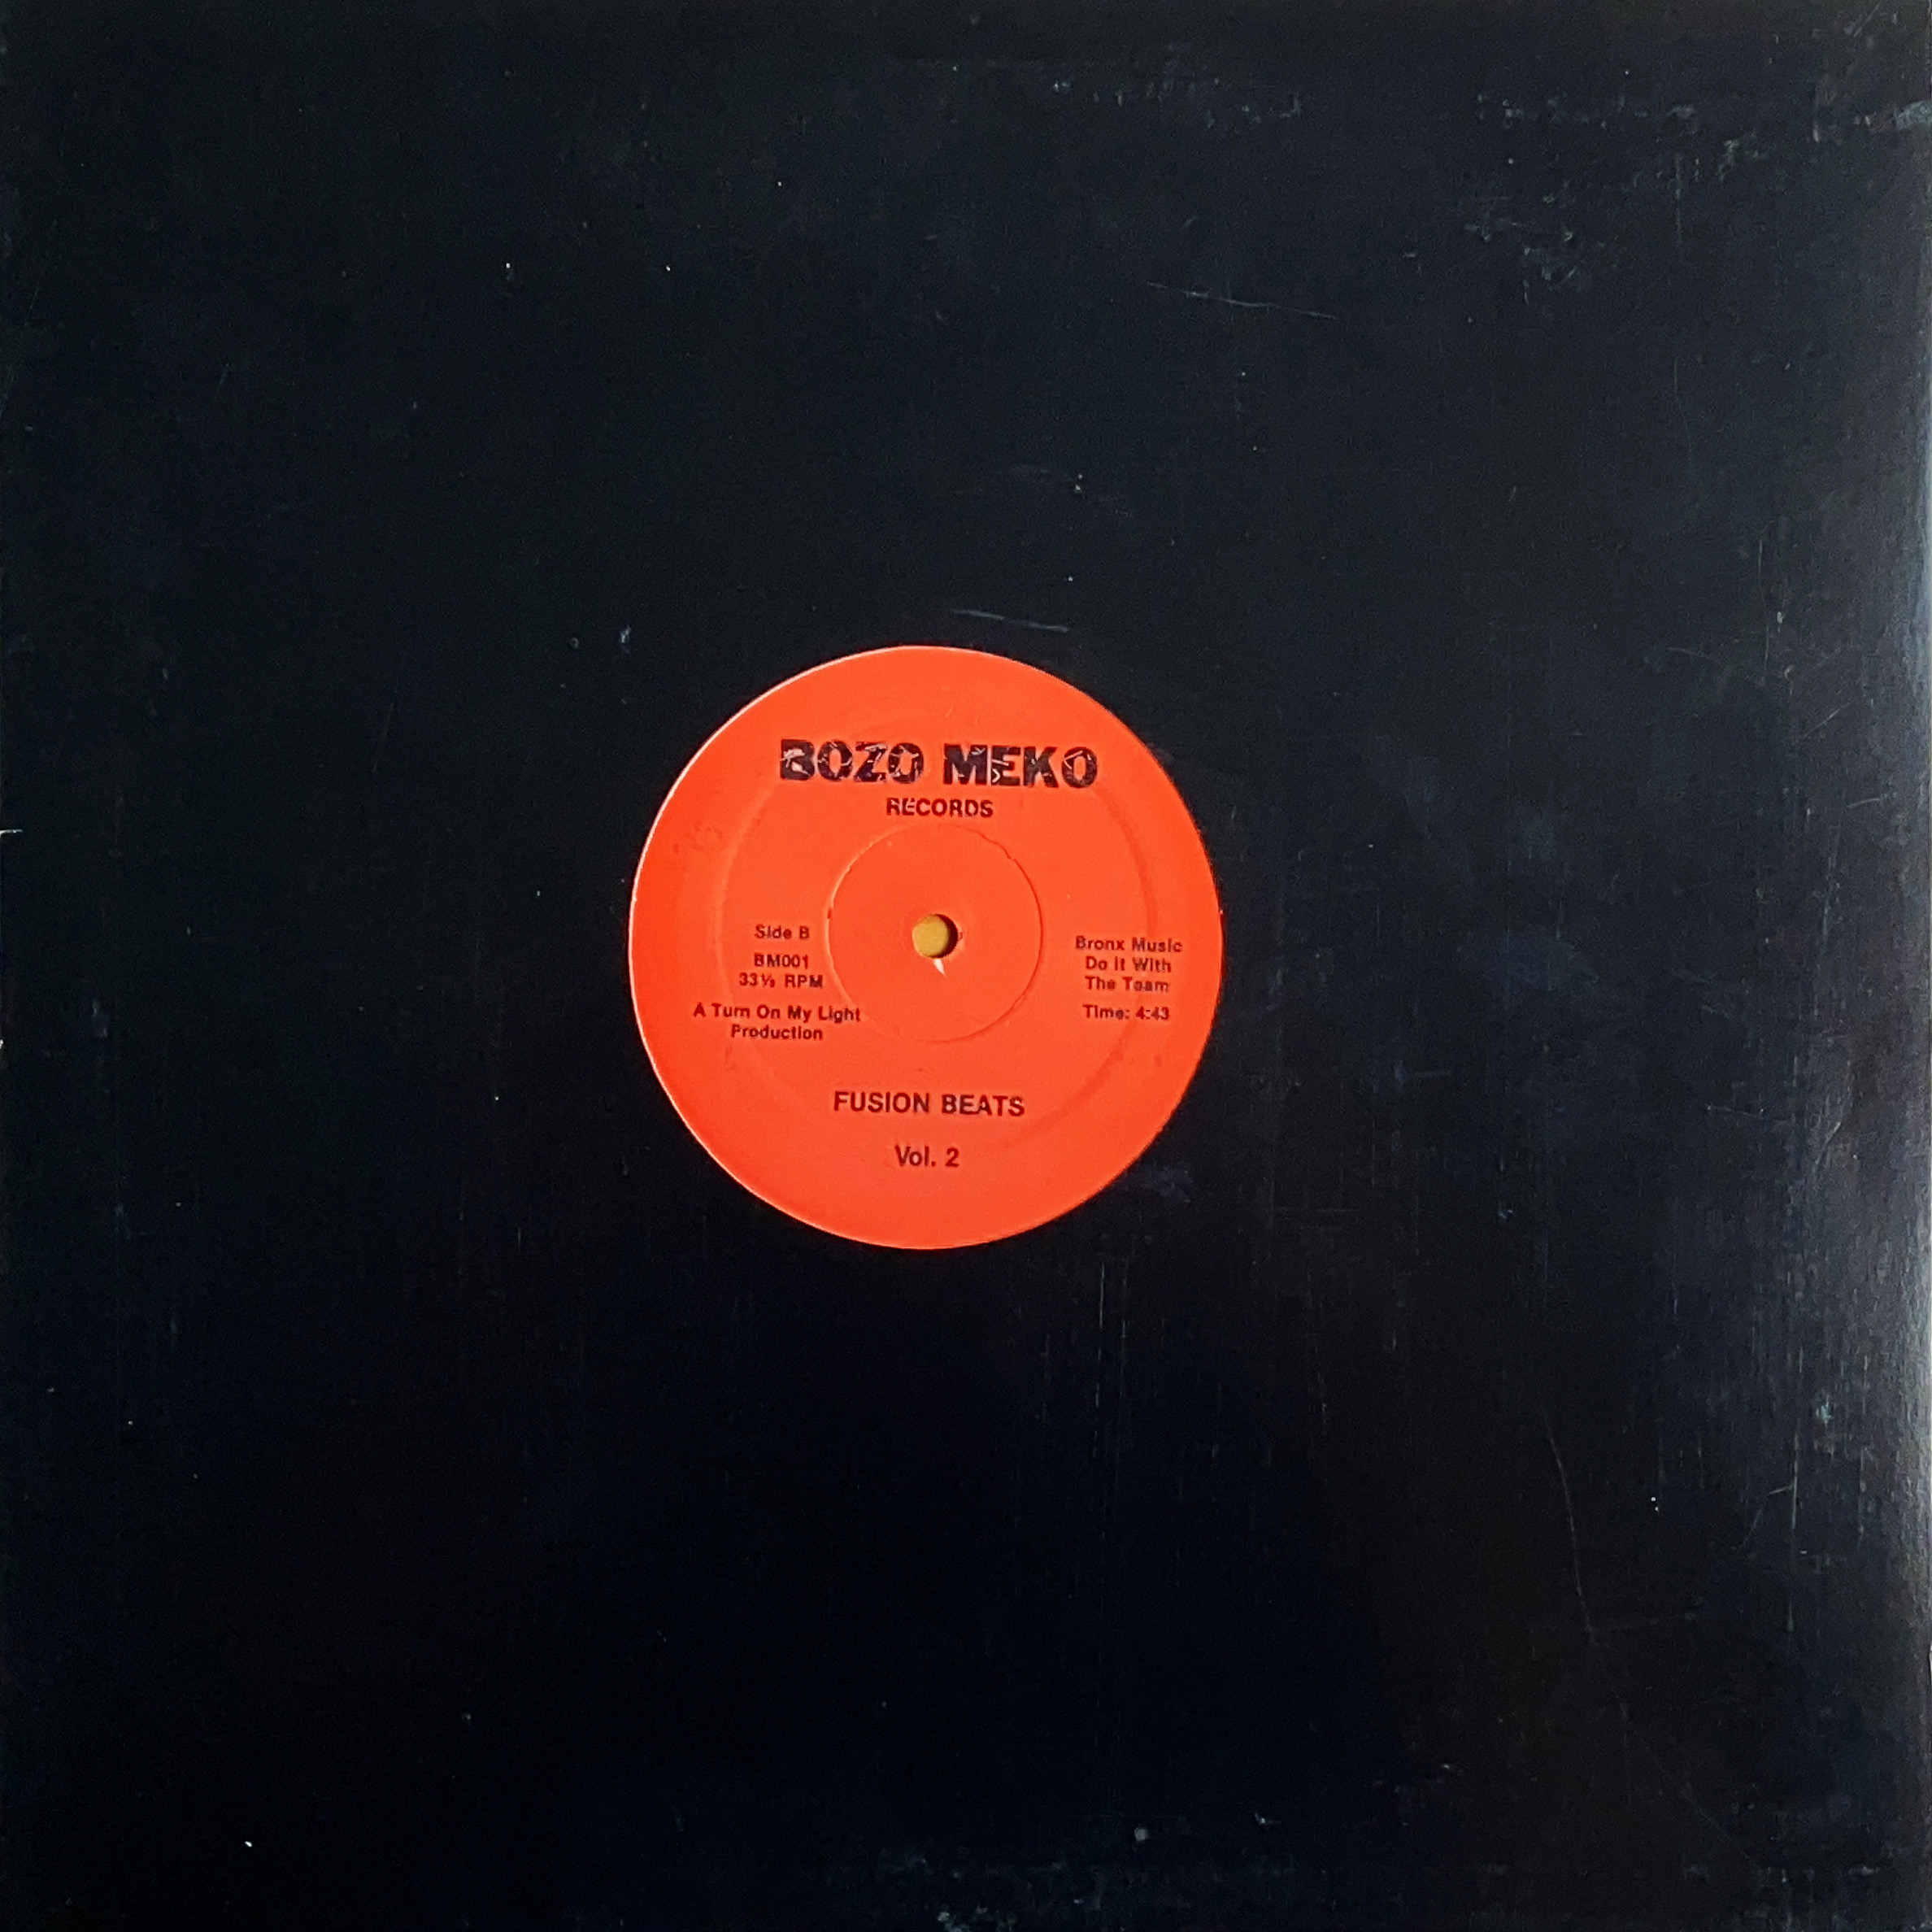 BOZO MEKO
RECORDS
Side B
BM001
33⅓ RPM
A Turn On My Light
Production
Bronx Music
Do It With
The Team
Time: 4:43
FUSION BEATS
Vol. 2